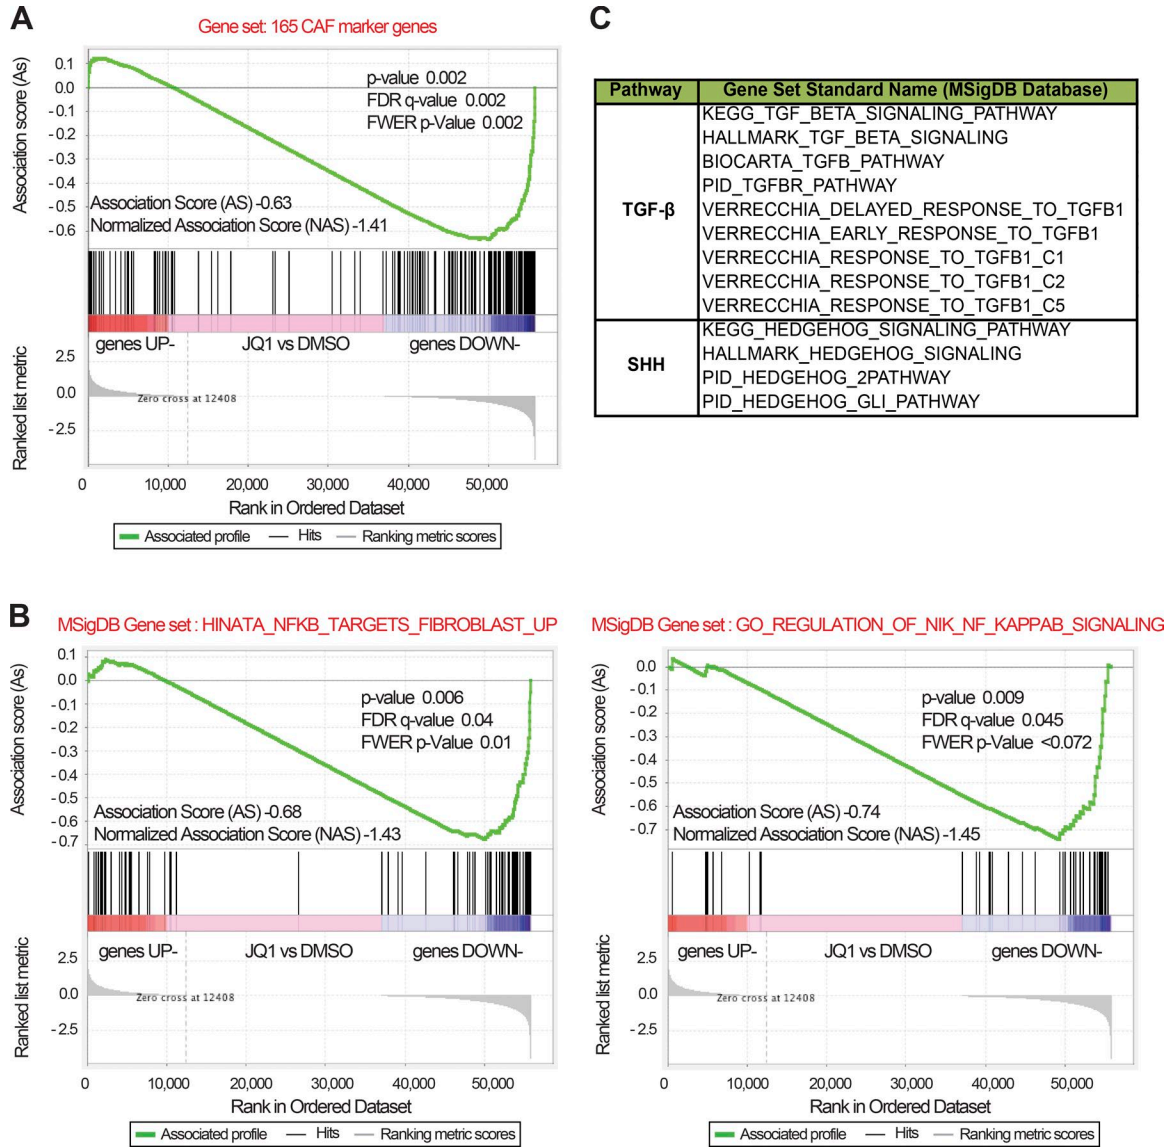 A
Gene set: 165 CAF marker genes
Association score (As)
0.1
0.0
-0.1
-0.2
-0.3
-0.4
-0.5
-0.6
p-value 0.002
FDR q-value 0.002
FWER p-Value 0.002
Association Score (AS) -0.63
Normalized Association Score (NAS) -1.41
genes UP-
JQ1 vs DMSO
genes DOWN-
Ranked list metric
2.5
0.0
-2.5
Zero cross at 12408
0
10,000
20,000
30,000
40,000
50,000
Rank in Ordered Dataset
Associated profile
Hits
Ranking metric scores
C
Pathway
Gene Set Standard Name (MSigDB Database)
TGF-β
KEGG_TGF_BETA_SIGNALING_PATHWAY
HALLMARK_TGF_BETA_SIGNALING
BIOCARTA_TGFB_PATHWAY
PID_TGFBR_PATHWAY
VERRECCHIA_DELAYED_RESPONSE_TO_TGFB1
VERRECCHIA_EARLY_RESPONSE_TO_TGFB1
VERRECCHIA_RESPONSE_TO_TGFB1_C1
VERRECCHIA_RESPONSE_TO_TGFB1_C2
VERRECCHIA_RESPONSE_TO_TGFB1_C5
SHH
KEGG_HEDGEHOG_SIGNALING_PATHWAY
HALLMARK_HEDGEHOG_SIGNALING
PID_HEDGEHOG_2PATHWAY
PID_HEDGEHOG_GLI_PATHWAY
B
MSigDB Gene set : HINATA_NFKB_TARGETS_FIBROBLAST_UP
Association score (As)
0.1
0.0
-0.1
-0.2
-0.3
-0.4
-0.5
-0.6
-0.7
p-value 0.006
FDR q-value 0.04
FWER p-Value 0.01
Association Score (AS) -0.68
Normalized Association Score (NAS) -1.43
genes UP-
JQ1 vs DMSO
genes DOWN-
Ranked list metric
2.5
0.0
-2.5
Zero cross at 12408
0
10,000
20,000
30,000
40,000
50,000
Rank in Ordered Dataset
Associated profile
Hits
Ranking metric scores
MSigDB Gene set : GO_REGULATION_OF_NIK_NF_KAPPAB_SIGNALING
Association score (As)
0.0
-0.1
-0.2
-0.3
-0.4
-0.5
-0.6
-0.7
p-value 0.009
FDR q-value 0.045
FWER p-Value <0.072
Association Score (AS) -0.74
Normalized Association Score (NAS) -1.45
genes UP-
JQ1 vs DMSO
genes DOWN-
Ranked list metric
2.5
0.0
-2.5
Zero cross at 12408
0
10,000
20,000
30,000
40,000
50,000
Rank in Ordered Dataset
Associated profile
Hits
Ranking metric scores